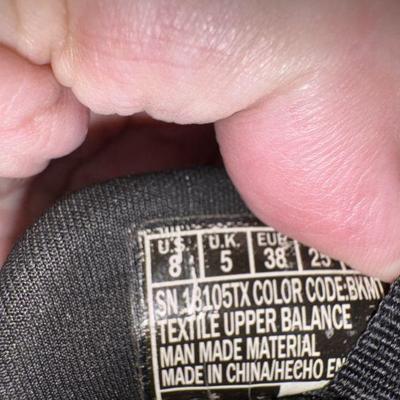 U.S. U.K. EUR
8 5 38 25
SN 13105TX COLOR CODE:BKMT
TEXTILE UPPER BALANCE
MAN MADE MATERIAL
MADE IN CHINA/HECHO EN